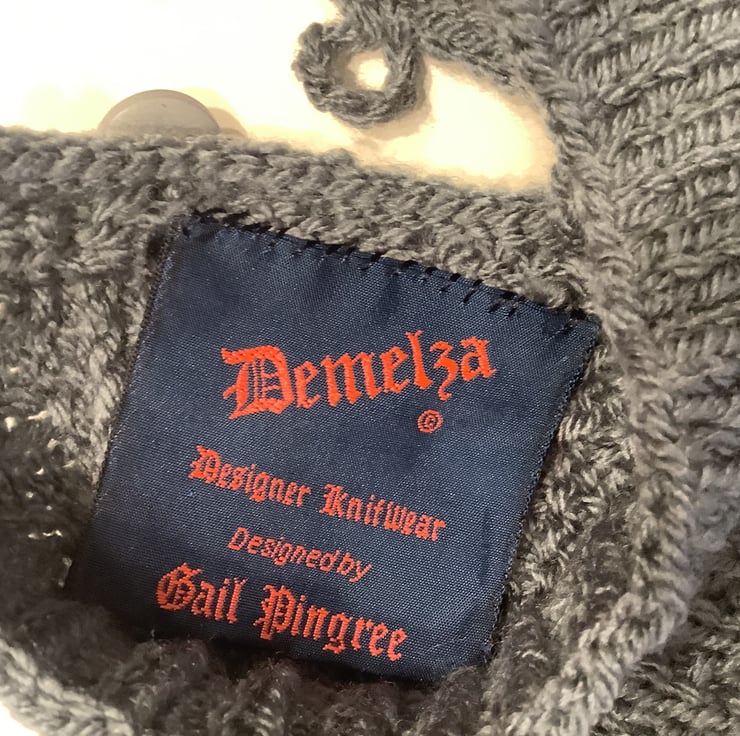 Demelza
©
Designer Knitwear
Designed by
Gail Pingree